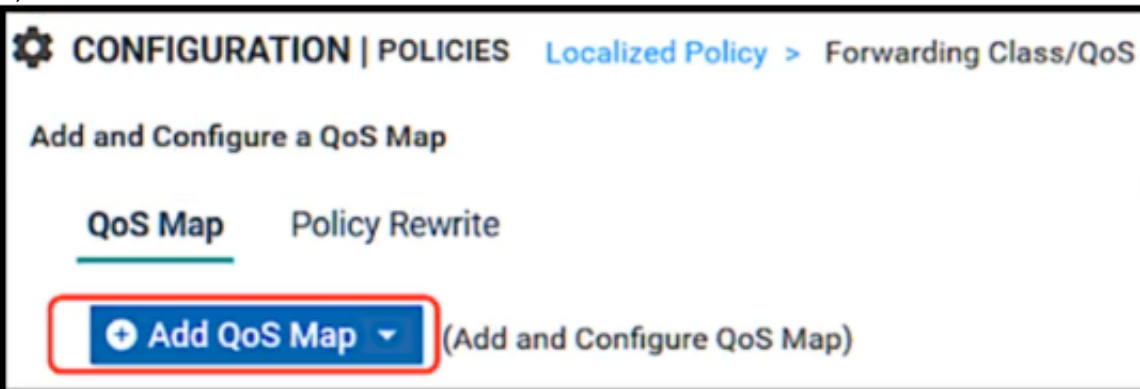 CONFIGURATION | POLICIES Localized Policy > Forwarding Class/QoS
Add and Configure a QoS Map
QoS Map Policy Rewrite
Add QoS Map (Add and Configure QoS Map)